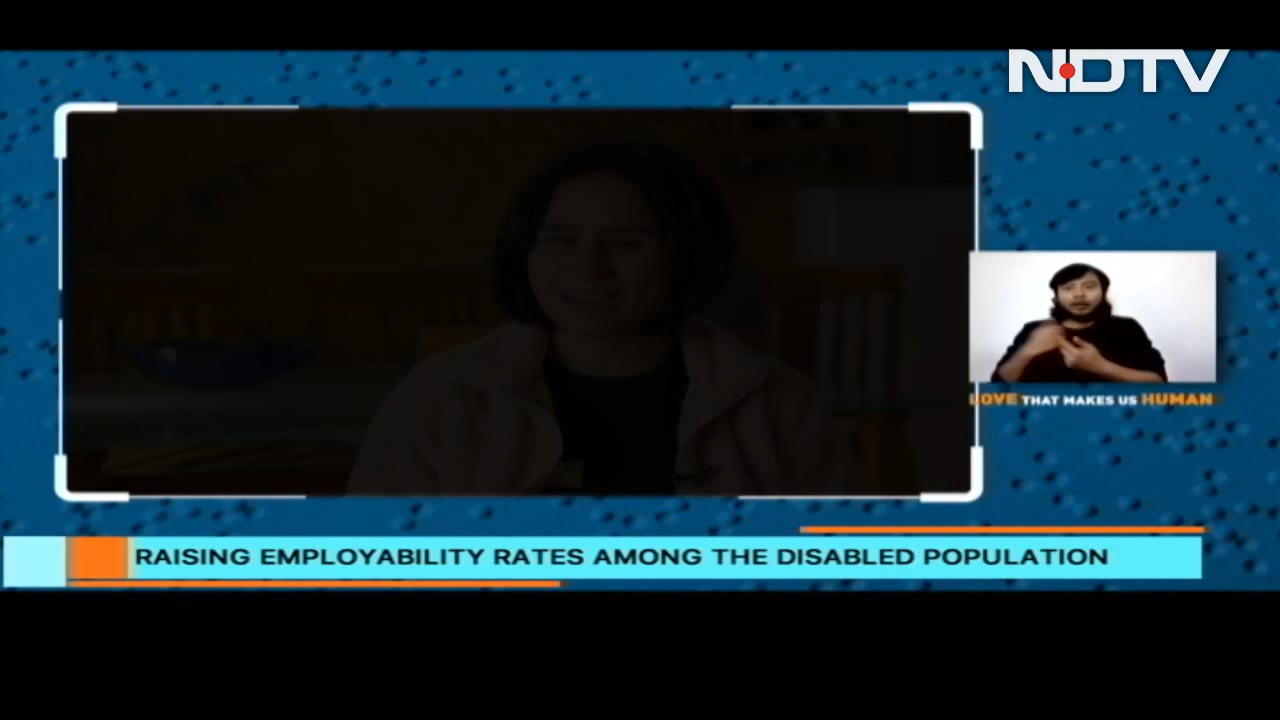 NDTV
LOVE THAT MAKES US HUMAN
RAISING EMPLOYABILITY RATES AMONG THE DISABLED POPULATION